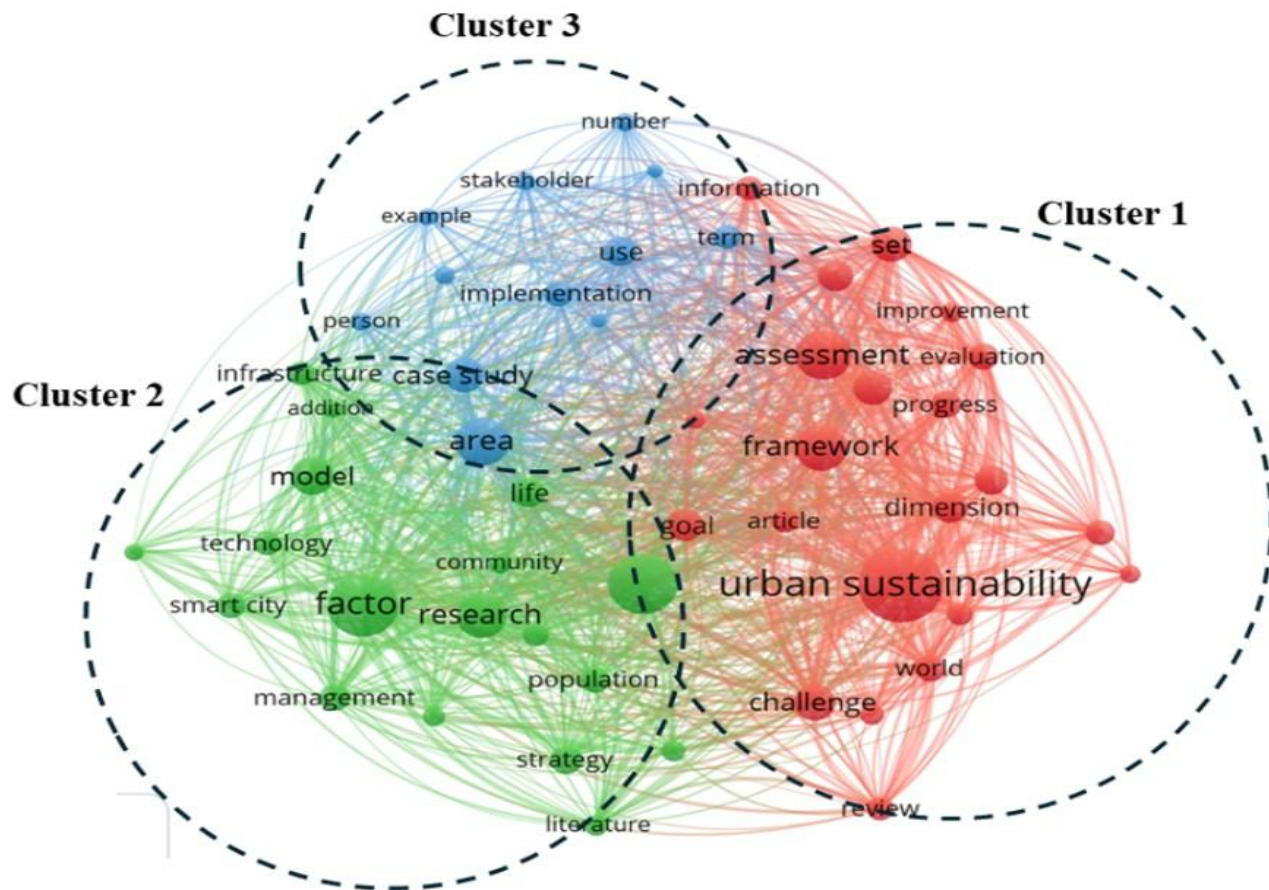 Cluster 3
number
stakeholder
information
example
Cluster 1
term
set
use
implementation
improvement
person
assessment
evaluation
infrastructure
case study
Cluster 2
addition
progress
area
framework
model
life
dimension
goal
article
technology
community
urban sustainability
smart city
factor
research
world
population
management
challenge
strategy
review
literature